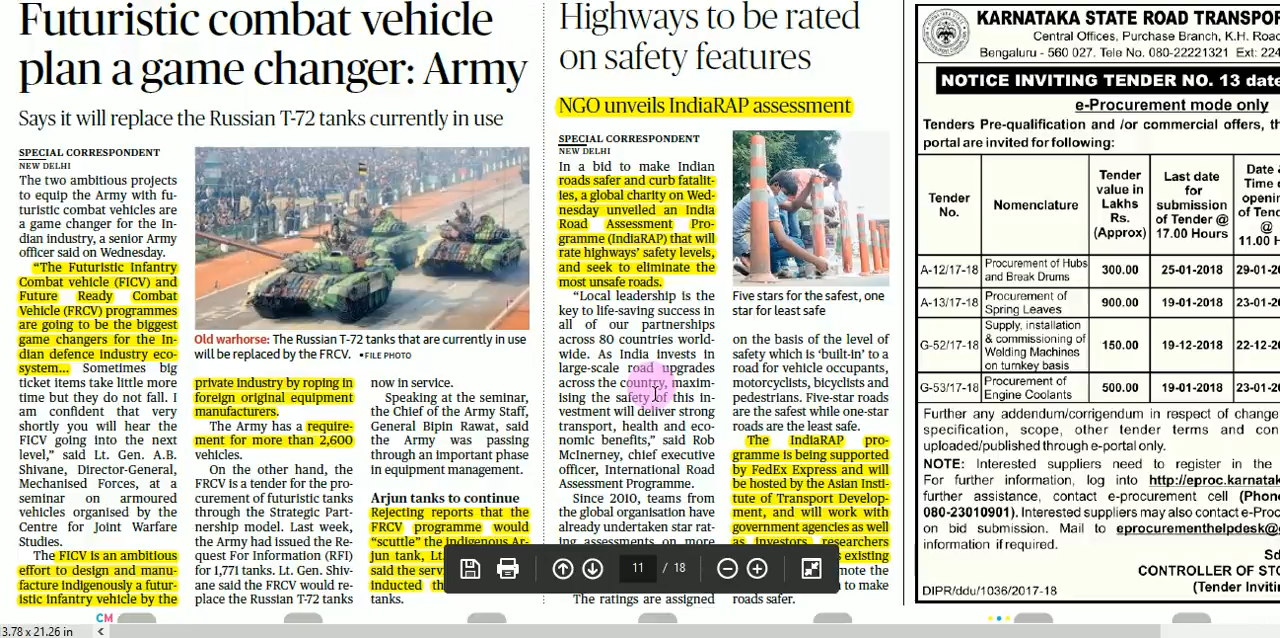 Futuristic combat vehicle
plan a game changer: Army
Says it will replace the Russian T-72 tanks currently in use
SPECIAL CORRESPONDENT
NEW DELHI
The two ambitious projects
to equip the Army with fu-
turistic combat vehicles are
a game changer for the In-
dian industry, a senior Army
officer said on Wednesday.
“The Futuristic Infantry
Combat vehicle (FICV) and
Future Ready Combat
Vehicle (FRCV) programmes
are going to be the biggest
game changers for the In-
dian defence industry eco-
system... Sometimes big
ticket items take little more
time but they do not fall. I
am confident that very
shortly you will hear the
FICV going into the next
level,” said Lt. Gen. A.B.
Shivane, Director-General,
Mechanised Forces, at a
seminar on armoured
vehicles organised by the
Centre for Joint Warfare
Studies.
The FICV is an ambitious
effort to design and manu-
facture indigenously a futur-
istic infantry vehicle by the
Old warhorse: The Russian T-72 tanks that are currently in use
will be replaced by the FRCV. •FILE PHOTO
private industry by roping in
foreign original equipment
manufacturers.
The Army has a require-
ment for more than 2,600
vehicles.
On the other hand, the
FRCV is a tender for the pro-
curement of futuristic tanks
through the Strategic Part-
nership model. Last week,
the Army had issued the Re-
quest For Information (RFI)
for 1,771 tanks. Lt. Gen. Shiv-
ane said the FRCV would re-
place the Russian T-72 tanks
now in service.
Speaking at the seminar,
the Chief of the Army Staff,
General Bipin Rawat, said
the Army was passing
through an important phase
in equipment management.
Arjun tanks to continue
Rejecting reports that the
FRCV programme would
“scuttle” the indigenous Ar-
jun tank, Lt.
said the serv
inducted th
tanks.
Highways to be rated
on safety features
NGO unveils IndiaRAP assessment
SPECIAL CORRESPONDENT
NEW DELHI
In a bid to make Indian
roads safer and curb fatalit-
ies, a global charity on Wed-
nesday unveiled an India
Road Assessment Pro-
gramme (IndiaRAP) that will
rate highways’ safety levels,
and seek to eliminate the
most unsafe roads.
“Local leadership is the
key to life-saving success in
all of our partnerships
across 80 countries world-
wide. As India invests in
large-scale road upgrades
across the country, maxim-
ising the safety of this in-
vestment will deliver strong
transport, health and eco-
nomic benefits,” said Rob
McInerney, chief executive
officer, International Road
Assessment Programme.
Since 2010, teams from
the global organisation have
already undertaken star rat-
ing assessments on more
The ratings are assigned
Five stars for the safest, one
star for least safe
on the basis of the level of
safety which is ‘built-in’ to a
road for vehicle occupants,
motorcyclists, bicyclists and
pedestrians. Five-star roads
are the safest while one-star
roads are the least safe.
The IndiaRAP pro-
gramme is being supported
by FedEx Express and will
be hosted by the Asian Insti-
tute of Transport Develop-
ment, and will work with
government agencies as well
as investors, researchers
existing
mote the
n to make
roads safer.
KARNATAKA STATE ROAD TRANSPO
Central Offices, Purchase Branch, K.H. Road
Bengaluru - 560 027. Tele No. 080-22221321 Ext: 224
NOTICE INVITING TENDER NO. 13 date
e-Procurement mode only
Tenders Pre-qualification and /or commercial offers, th
portal are invited for following:
Tender No. Nomenclature Tender value in Lakhs Rs. (Approx) Last date for submission of Tender @ 17.00 Hours Date & Time o openin of Tend @ 11.00 H
A-12/17-18 Procurement of Hubs and Break Drums 300.00 25-01-2018 29-01-20
A-13/17-18 Procurement of Spring Leaves 900.00 19-01-2018 23-01-20
G-52/17-18 Supply, installation & commissioning of Welding Machines on turnkey basis 150.00 19-12-2018 22-12-20
G-53/17-18 Procurement of Engine Coolants 500.00 19-01-2018 23-01-20
Further any addendum/corrigendum in respect of change
specification, scope, other tender terms and con
uploaded/published through e-portal only.
NOTE: Interested suppliers need to register in the
For further information, log into http://eproc.karnatak
further assistance, contact e-procurement cell (Phon
080-23010901). Interested suppliers may also contact e-Proc
on bid submission. Mail to eprocurementhelpdesk@
information if required.
Sd
CONTROLLER OF STO
(Tender Inviti
DIPR/ddu/1036/2017-18
11 / 18
CM
3.78 x 21.26 in